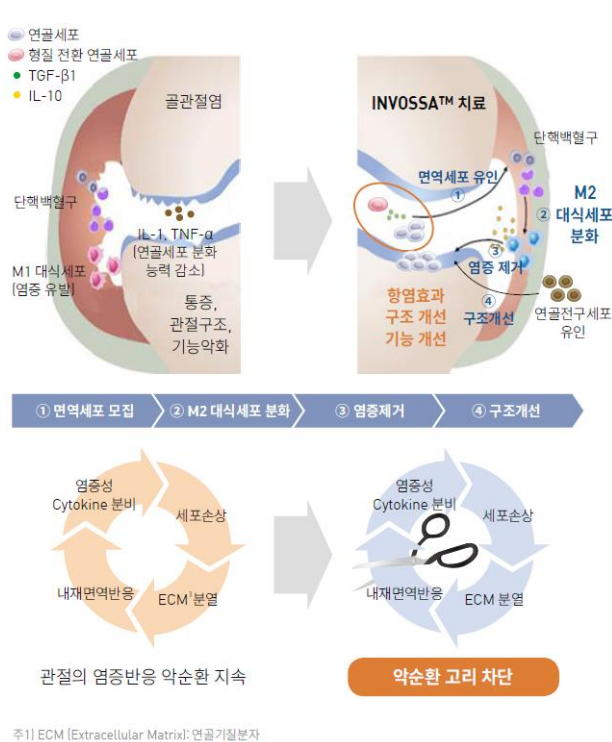 연골세포
형질 전환 연골세포
TGF-β1
IL-10
골관절염
단핵백혈구
IL-1, TNF-α
(연골세포 분화
능력 감소)
M1 대식세포
(염증 유발)
통증,
관절구조,
기능악화
INVOSSA™ 치료
단핵백혈구
면역세포 유인
①
M2
② 대식세포
분화
③
염증 제거
④
구조개선
항염효과
구조 개선
기능 개선
연골전구세포
유인
① 면역세포 모집
② M2 대식세포 분화
③ 염증제거
④ 구조개선
염증성
Cytokine 분비
세포손상
내재면역반응
ECM¹분열
관절의 염증반응 악순환 지속
염증성
Cytokine 분비
세포손상
내재면역반응
ECM 분열
악순환 고리 차단
주1) ECM (Extracellular Matrix): 연골기질분자